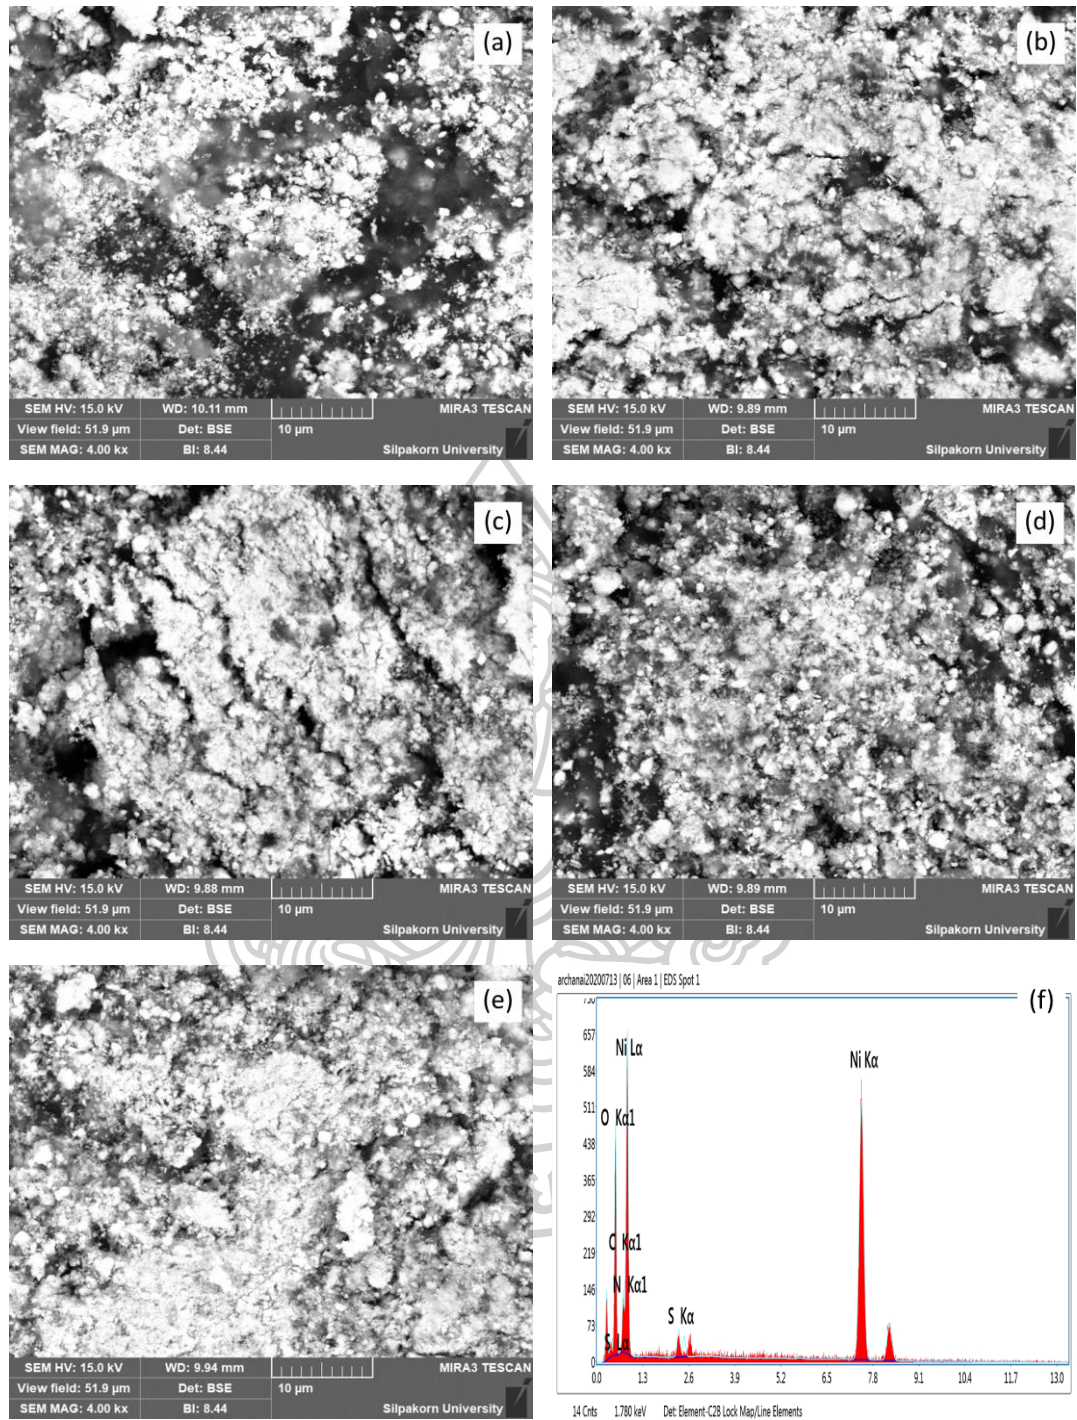 (a)
SEM HV: 15.0 kV WD: 10.11 mm MIRA3 TESCAN
View field: 51.9 µm Det: BSE 10 µm
SEM MAG: 4.00 kx BI: 8.44 Silpakorn University
(b)
SEM HV: 15.0 kV WD: 9.89 mm MIRA3 TESCAN
View field: 51.9 µm Det: BSE 10 µm
SEM MAG: 4.00 kx BI: 8.44 Silpakorn University
(c)
SEM HV: 15.0 kV WD: 9.88 mm MIRA3 TESCAN
View field: 51.9 µm Det: BSE 10 µm
SEM MAG: 4.00 kx BI: 8.44 Silpakorn University
(d)
SEM HV: 15.0 kV WD: 9.89 mm MIRA3 TESCAN
View field: 51.9 µm Det: BSE 10 µm
SEM MAG: 4.00 kx BI: 8.44 Silpakorn University
(e)
SEM HV: 15.0 kV WD: 9.94 mm MIRA3 TESCAN
View field: 51.9 µm Det: BSE 10 µm
SEM MAG: 4.00 kx BI: 8.44 Silpakorn University
archanai20200713 | 06 | Area 1 | EDS Spot 1
(f)
657
584
511
438
365
292
219
146
73
0
Ni Lα
Ni Kα
O Kα1
C Kα1
N Kα1
S Kα
S Lα
0.0 1.3 2.6 3.9 5.2 6.5 7.8 9.1 10.4 11.7 13.0
14 Cnts 1.780 keV Det: Element-C2B Lock Map/Line Elements